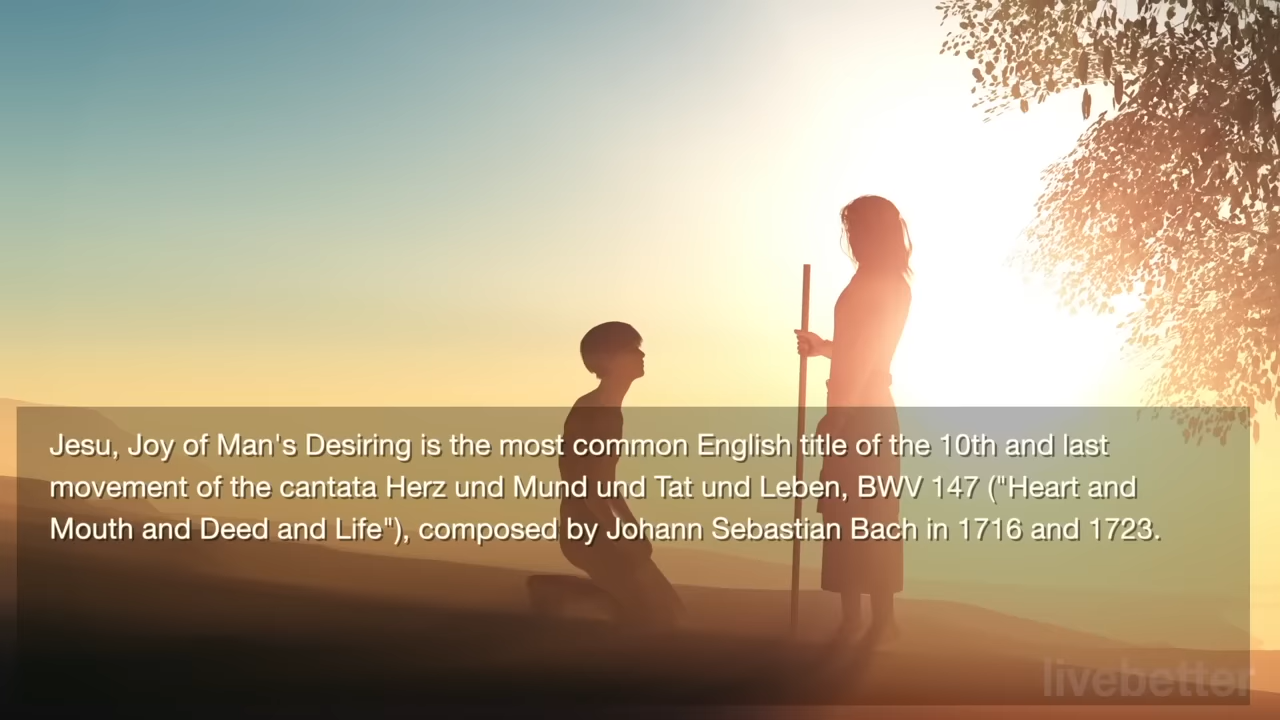 Jesu, Joy of Man's Desiring is the most common English title of the 10th and last
movement of the cantata Herz und Mund und Tat und Leben, BWV 147 ("Heart and
Mouth and Deed and Life"), composed by Johann Sebastian Bach in 1716 and 1723.
livebetter